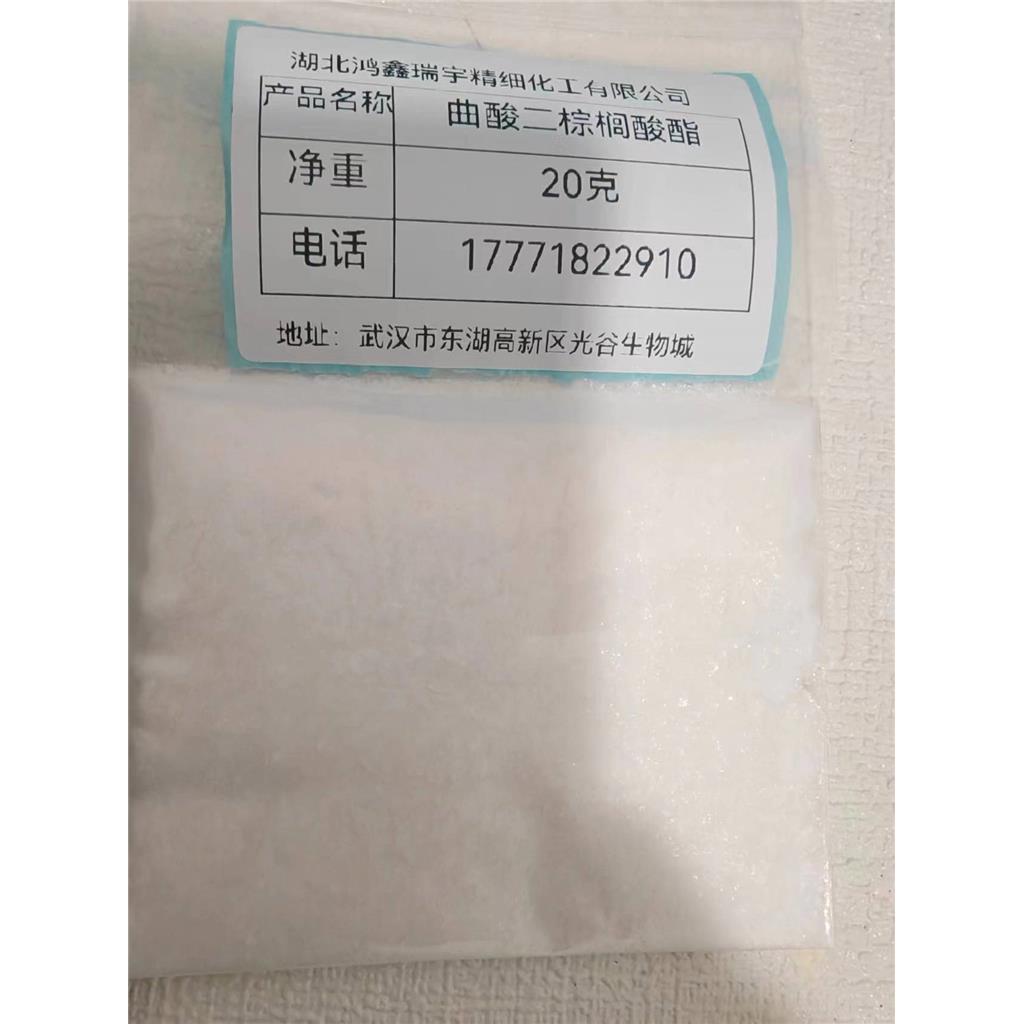 湖北鸿鑫瑞宇精细化工有限公司
产品名称 曲酸二棕榈酸酯
净重 20克
电话 17771822910
地址：武汉市东湖高新区光谷生物城